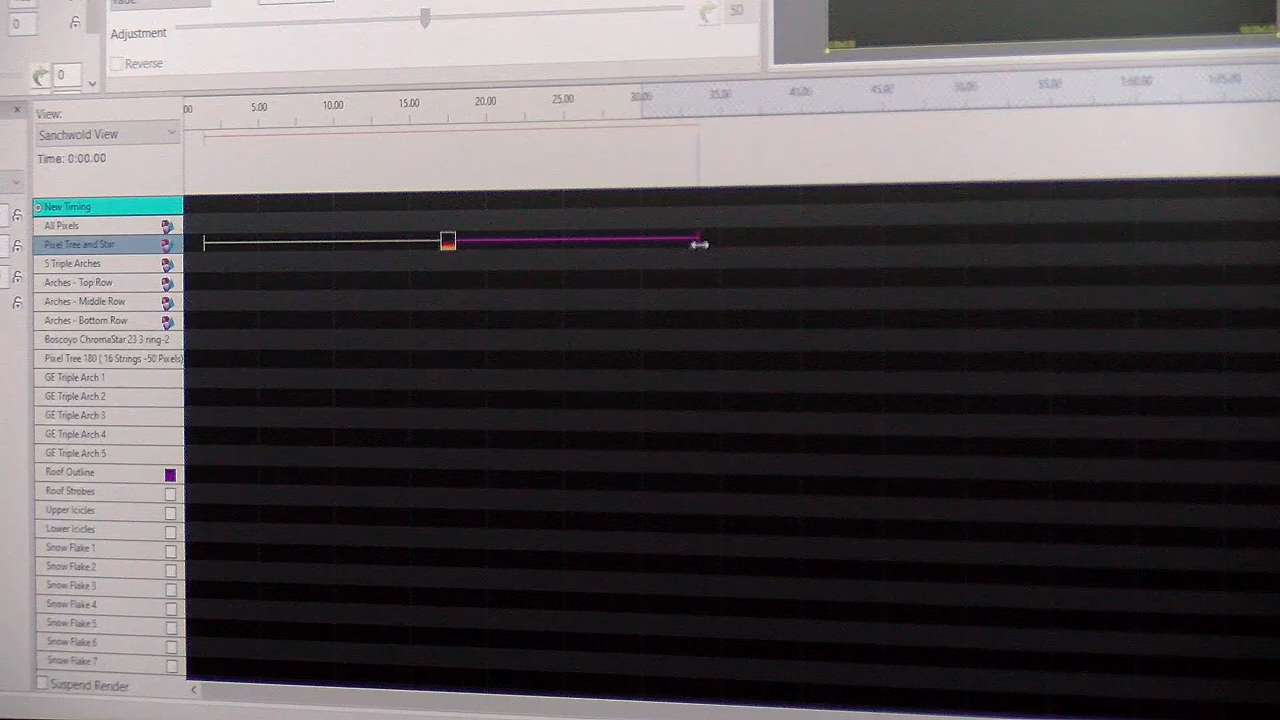 0
Adjustment
50
Reverse
0
View:
Sanchwold View
Time: 0:00.00
00 5.00 10.00 15.00 20.00 25.00 30.00 35.00 40.00 45.00 50.00 55.00 1:00.00 1:05.00
New Timing
All Pixels
Pixel Tree and Star
5 Triple Arches
Arches - Top Row
Arches - Middle Row
Arches - Bottom Row
Boscoyo ChromaStar 23 3 ring-2
Pixel Tree 180 ( 16 Strings -50 Pixels)
GE Triple Arch 1
GE Triple Arch 2
GE Triple Arch 3
GE Triple Arch 4
GE Triple Arch 5
Roof Outline
Roof Strobes
Upper Icicles
Lower Icicles
Snow Flake 1
Snow Flake 2
Snow Flake 3
Snow Flake 4
Snow Flake 5
Snow Flake 6
Snow Flake 7
Suspend Render